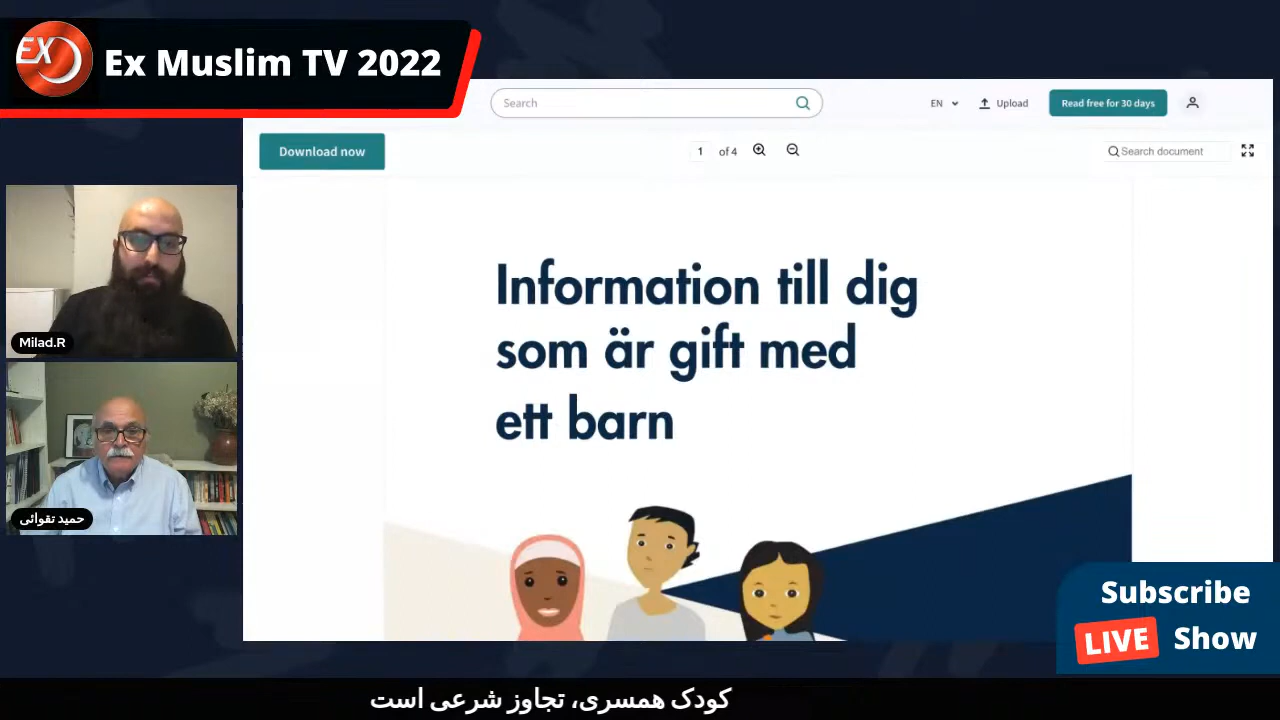 EX
Ex Muslim TV 2022
Search
EN
Upload
Read free for 30 days
Download now
1 of 4
Search document
Information till dig
som är gift med
ett barn
Milad.R
حمید تقوائی
Subscribe
LIVE Show
کودک همسری، تجاوز شرعی است